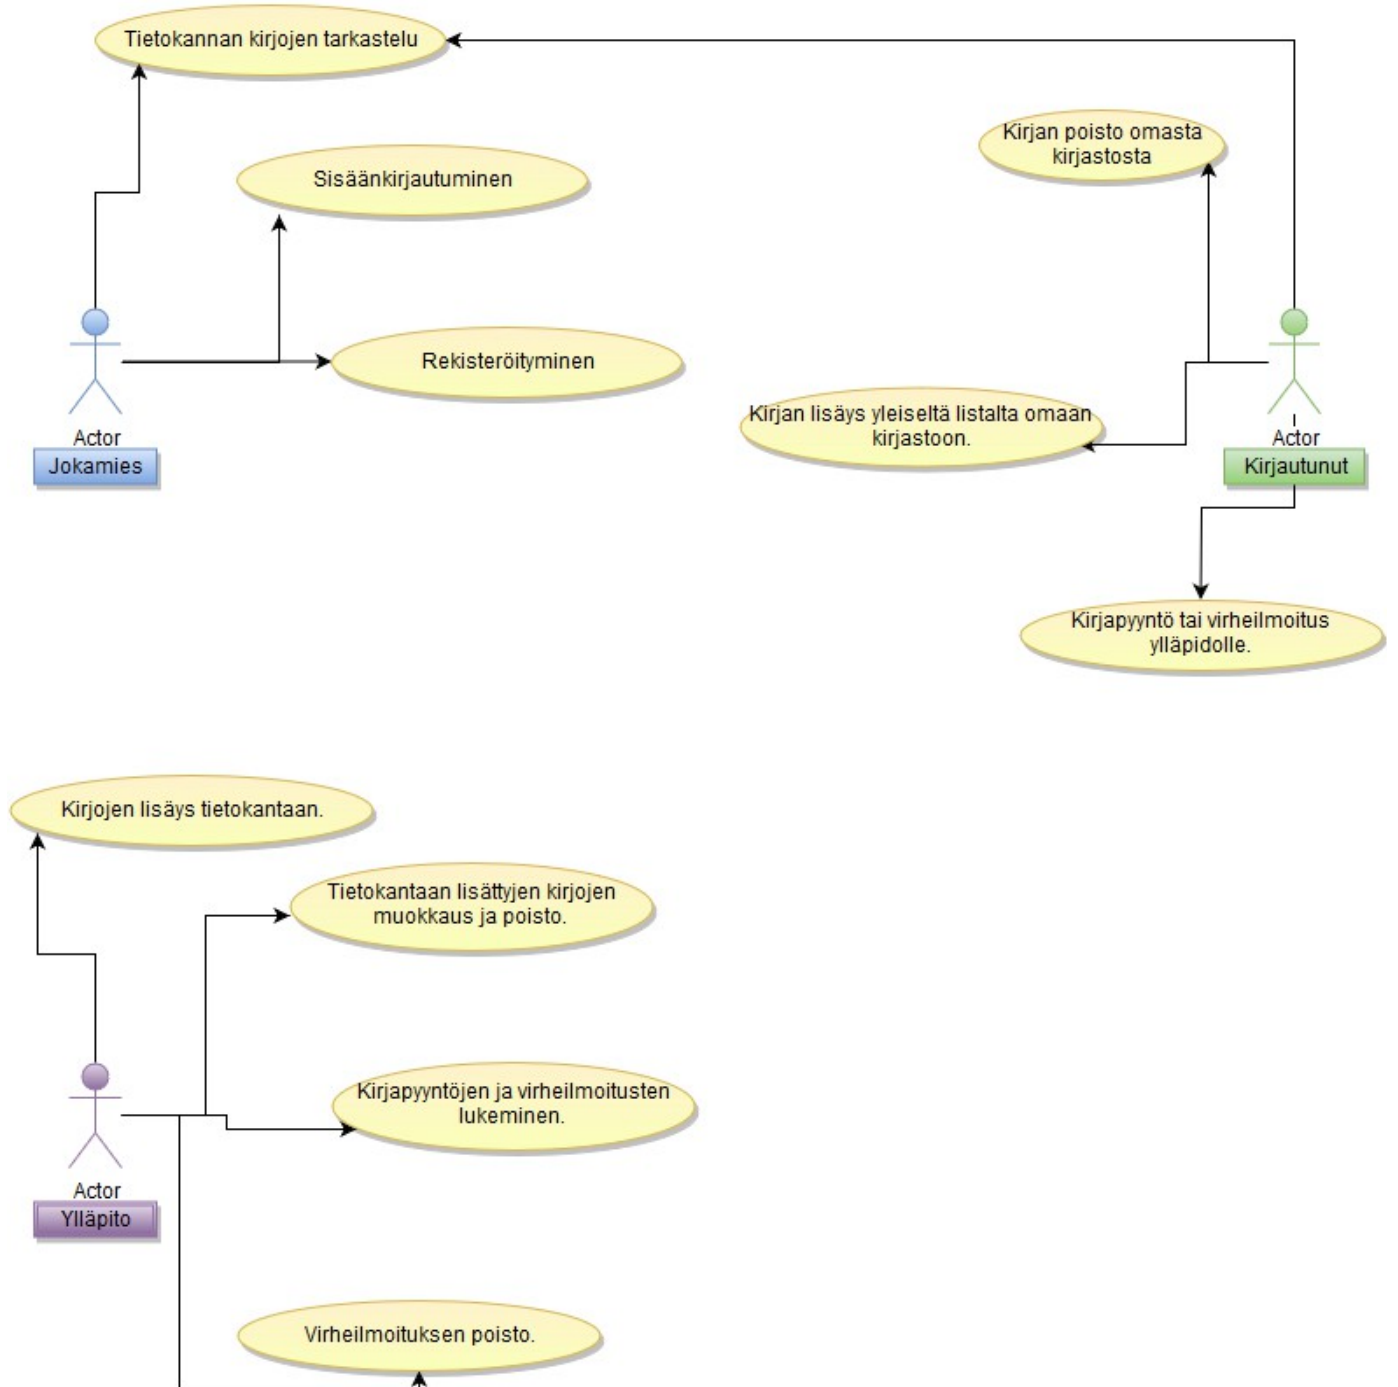 Tietokannan kirjojen tarkastelu
Kirjan poisto omasta
kirjastosta
Sisäänkirjautuminen
Rekisteröityminen
Kirjan lisäys yleiseltä listalta omaan
kirjastoon.
Actor
Jokamies
Actor
Kirjautunut
Kirjapyyntö tai virheilmoitus
ylläpidolle.
Kirjojen lisäys tietokantaan.
Tietokantaan lisättyjen kirjojen
muokkaus ja poisto.
Kirjapyyntöjen ja virheilmoitusten
lukeminen.
Actor
Ylläpito
Virheilmoituksen poisto.